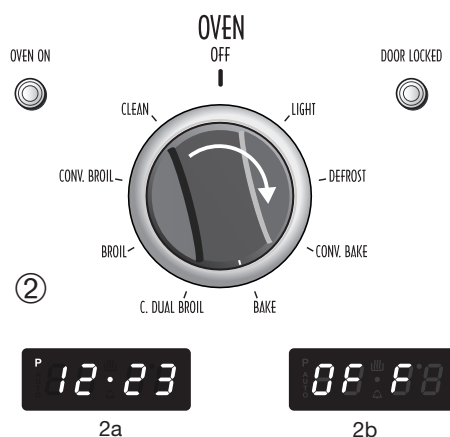 OVEN
OFF
OVEN ON
DOOR LOCKED
CLEAN
LIGHT
CONV. BROIL
DEFROST
BROIL
CONV. BAKE
②
C. DUAL BROIL
BAKE
P
12:23
P
AUTO
OF F
2a
2b